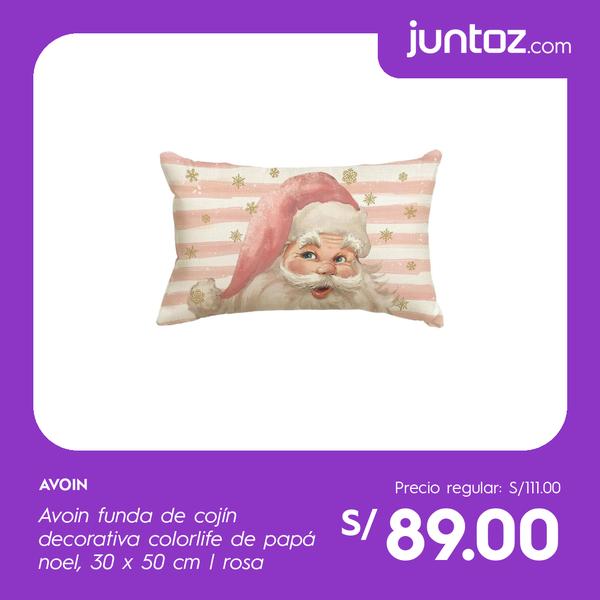 juntoz.com
AVOIN
Avoin funda de cojín
decorativa colorlife de papá
noel, 30 x 50 cm | rosa
Precio regular: S/111.00
S/89.00